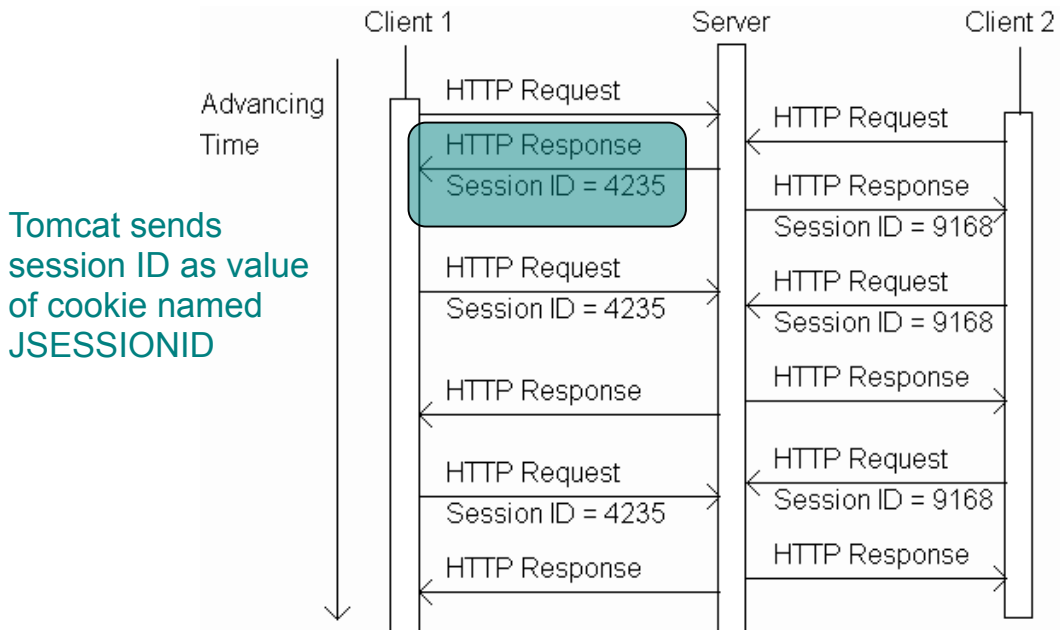 Client 1
Server
Client 2
Advancing
Time
Tomcat sends
session ID as value
of cookie named
JSESSIONID
HTTP Request
HTTP Response
Session ID = 4235
HTTP Request
Session ID = 4235
HTTP Response
HTTP Request
Session ID = 4235
HTTP Response
HTTP Request
HTTP Response
Session ID = 9168
HTTP Request
Session ID = 9168
HTTP Response
HTTP Request
Session ID = 9168
HTTP Response